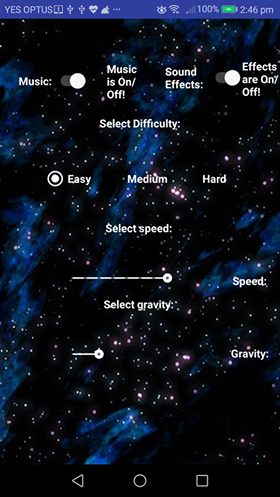 YES OPTUS 100% 2:46 pm
Music: Music is On/ Off! Sound Effects: Effects are On/ Off!
Select Difficulty:
Easy Medium Hard
Select speed:
Speed:
Select gravity:
Gravity: